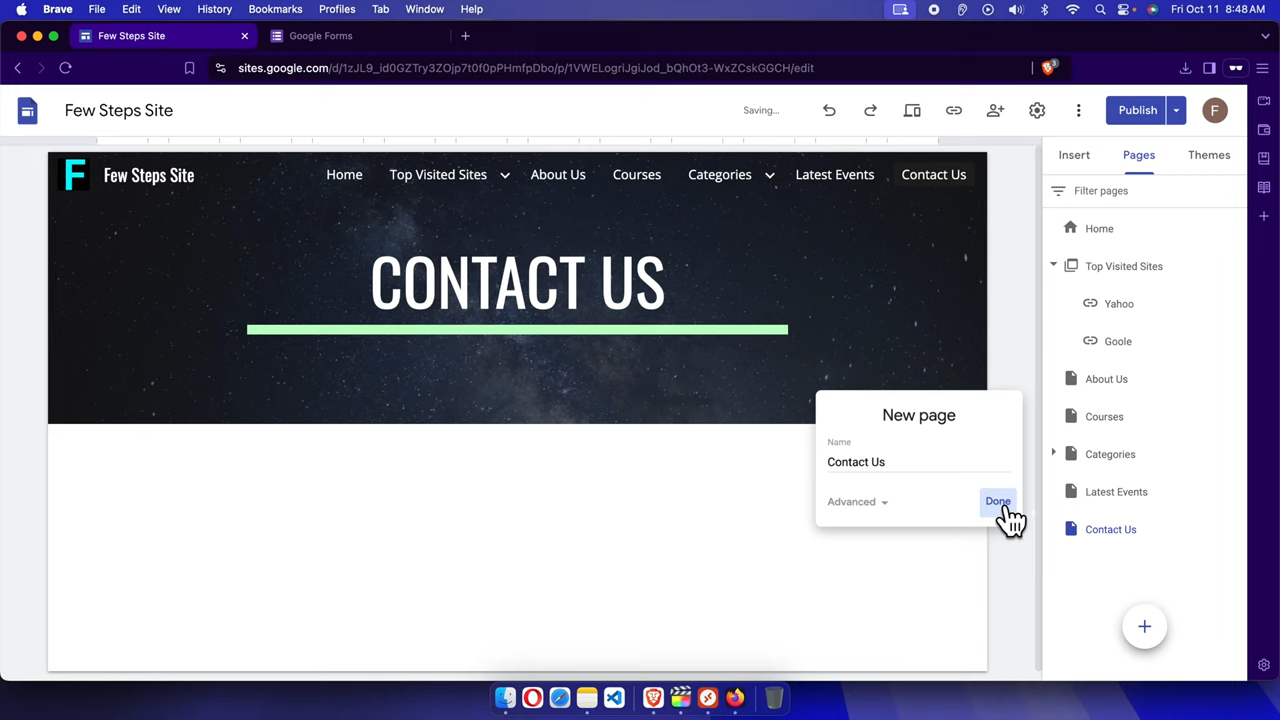 Brave File Edit View History Bookmarks Profiles Tab Window Help Fri Oct 11 8:48 AM
Few Steps Site Google Forms
sites.google.com/d/1zJL9_id0GZTry3ZOjp7t0f0pPHmfpDbo/p/1VWELogriJgiJod_bQhOt3-WxZCskGGCH/edit 3
Few Steps Site Saving... Publish F
Insert Pages Themes
F Few Steps Site Home Top Visited Sites About Us Courses Categories Latest Events Contact Us
Filter pages
CONTACT US
Home
Top Visited Sites
Yahoo
Goole
About Us
Courses
Categories
Latest Events
Contact Us
New page
Name
Contact Us
Advanced Done